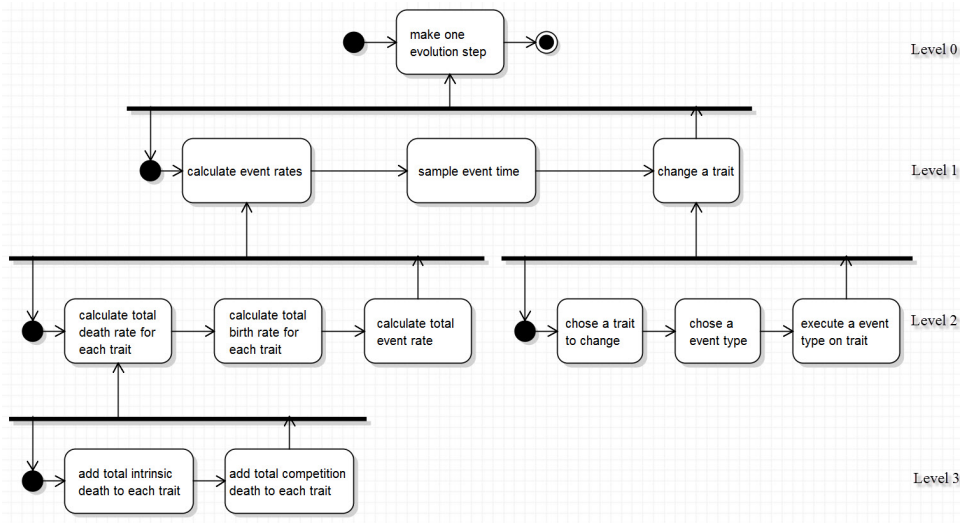 make one
evolution step
Level 0
calculate event rates
sample event time
change a trait
Level 1
calculate total
death rate for
each trait
calculate total
birth rate for
each trait
calculate total
event rate
chose a trait
to change
chose a
event type
execute a event
type on trait
Level 2
add total intrinsic
death to each trait
add total competition
death to each trait
Level 3